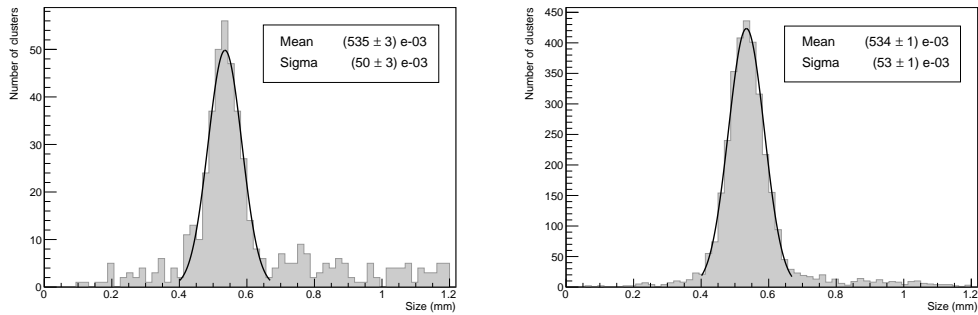 Number of clusters
50
40
30
20
10
0
Mean (535 ± 3) e-03
Sigma (50 ± 3) e-03
0 0.2 0.4 0.6 0.8 1 1.2
Size (mm)
Number of clusters
450
400
350
300
250
200
150
100
50
0
Mean (534 ± 1) e-03
Sigma (53 ± 1) e-03
0 0.2 0.4 0.6 0.8 1 1.2
Size (mm)